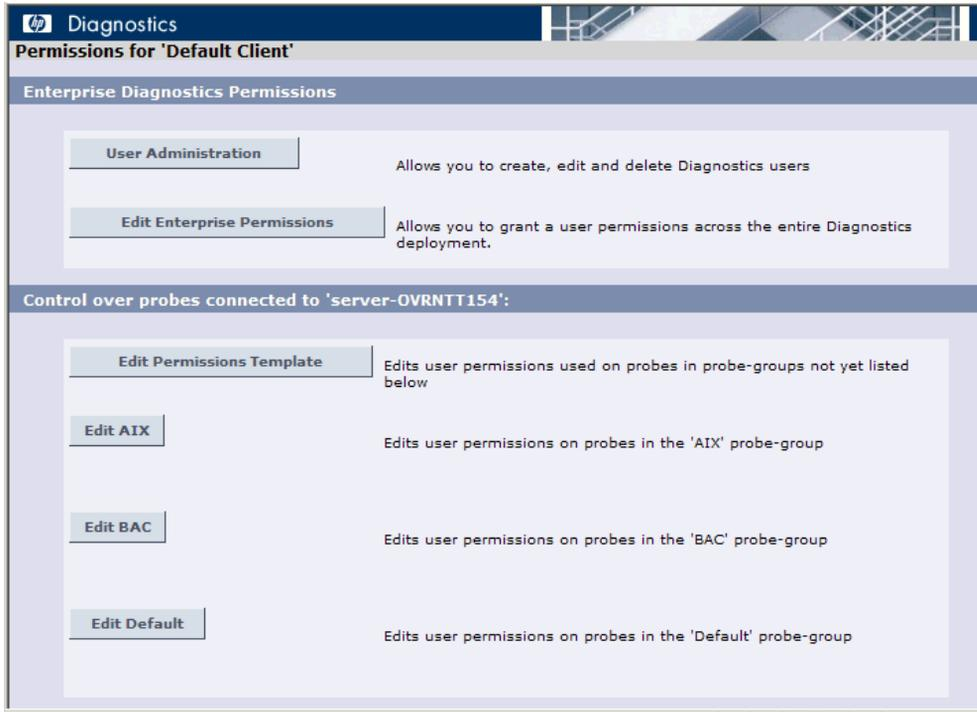 hp Diagnostics
Permissions for 'Default Client'
Enterprise Diagnostics Permissions
User Administration
Allows you to create, edit and delete Diagnostics users
Edit Enterprise Permissions
Allows you to grant a user permissions across the entire Diagnostics
deployment.
Control over probes connected to 'server-OVRNTT154':
Edit Permissions Template
Edits user permissions used on probes in probe-groups not yet listed
below
Edit AIX
Edits user permissions on probes in the 'AIX' probe-group
Edit BAC
Edits user permissions on probes in the 'BAC' probe-group
Edit Default
Edits user permissions on probes in the 'Default' probe-group